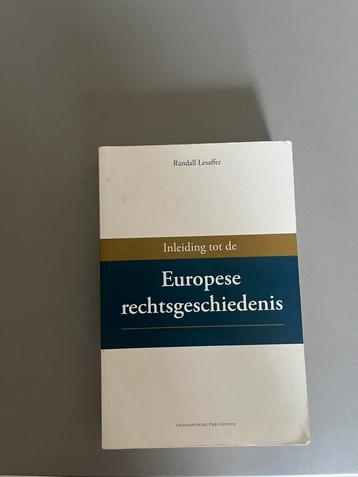 Randall Lesaffer
Inleiding tot de
Europese
rechtsgeschiedenis
Universitaire Pers Leuven